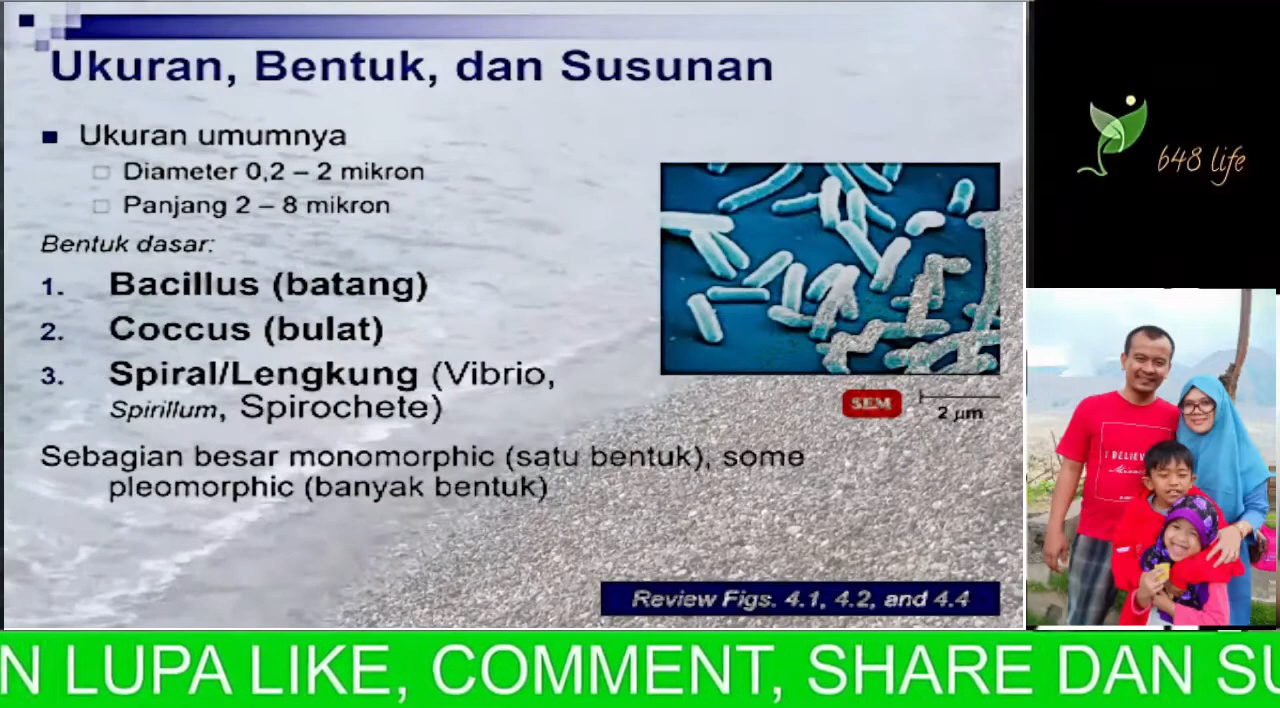 Ukuran, Bentuk, dan Susunan
Ukuran umumnya
Diameter 0,2 – 2 mikron
Panjang 2 – 8 mikron
Bentuk dasar:
1. Bacillus (batang)
2. Coccus (bulat)
3. Spiral/Lengkung (Vibrio,
Spirillum, Spirochete)
Sebagian besar monomorphic (satu bentuk), some
pleomorphic (banyak bentuk)
SEM
2 µm
Review Figs. 4.1, 4.2, and 4.4
648 life
I BELIEV
N LUPA LIKE, COMMENT, SHARE DAN SU